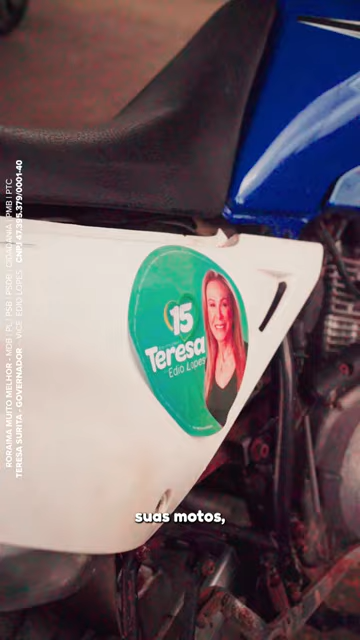 RORAIMA MUITO MELHOR - MDB | PL | PSB | PSDB | CIDADANIA | PMB | PTC
TERESA SURITA - GOVERNADOR VICE: EDIO LOPES CNPJ 47.395.379/0001-40
15
Teresa
Edio Lopes
suas motos,